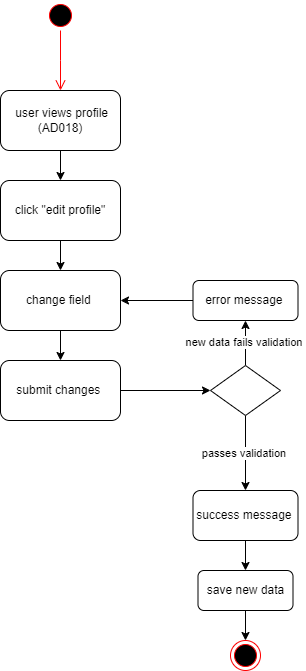 user views profile
(AD018)
click "edit profile"
change field
error message
new data fails validation
submit changes
passes validation
success message
save new data